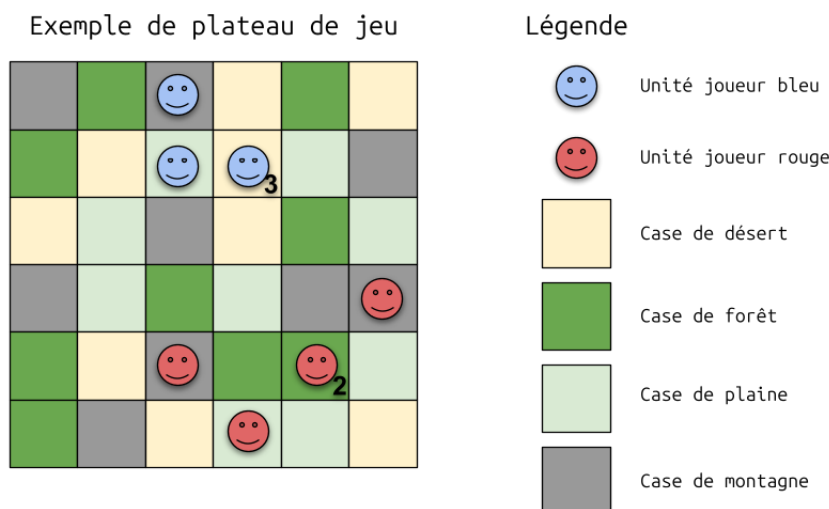 Exemple de plateau de jeu
3
2
Légende
Unité joueur bleu
Unité joueur rouge
Case de désert
Case de forêt
Case de plaine
Case de montagne